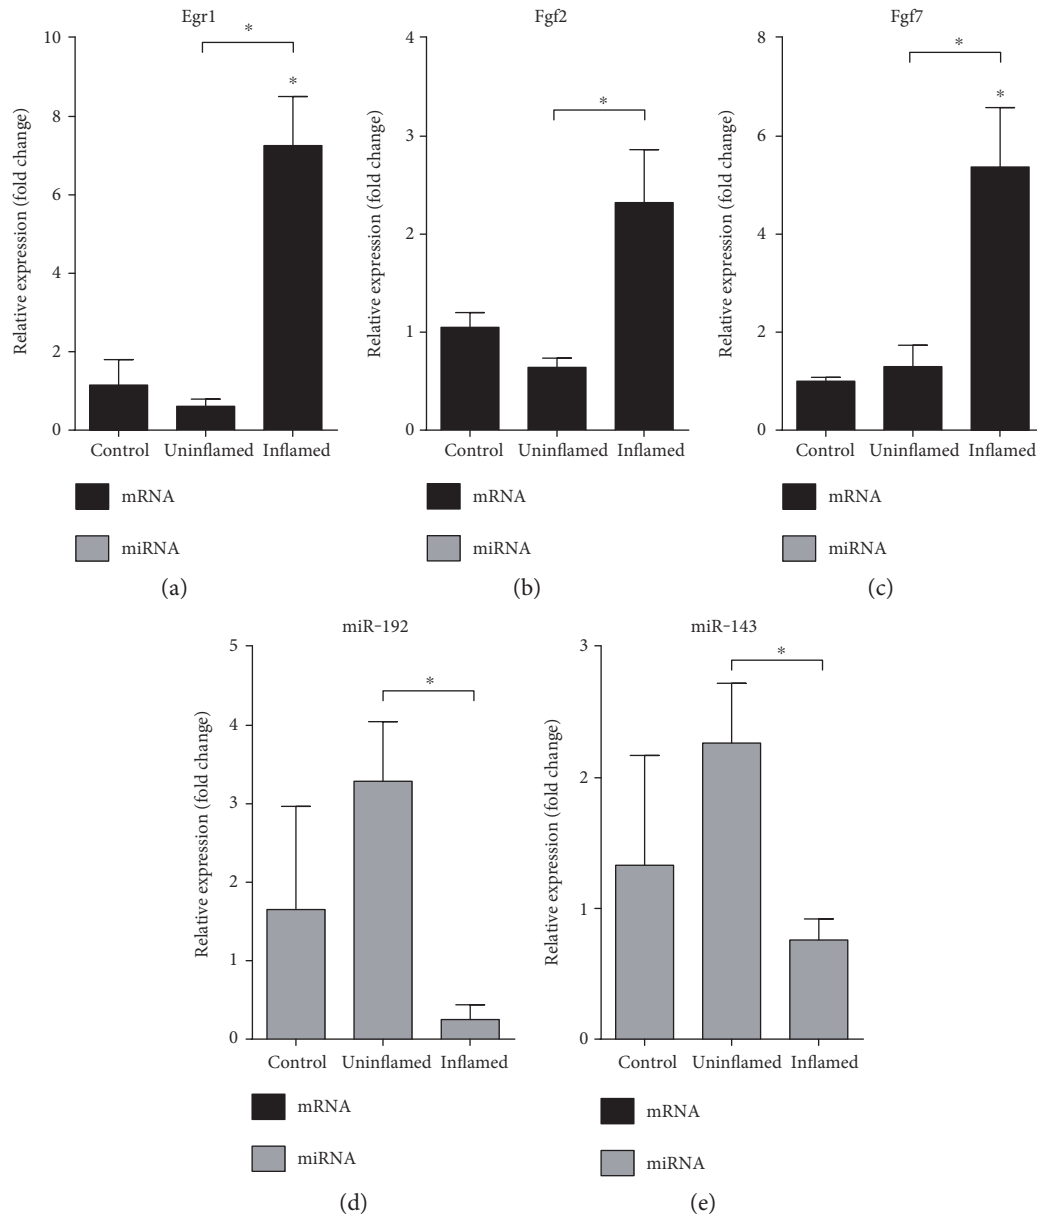 Egr1
*
*
Relative expression (fold change)
10
8
6
4
2
0
Control Uninflamed Inflamed
mRNA
miRNA
(a)
Fgf2
*
Relative expression (fold change)
4
3
2
1
0
Control Uninflamed Inflamed
mRNA
miRNA
(b)
Fgf7
*
*
Relative expression (fold change)
8
6
4
2
0
Control Uninflamed Inflamed
mRNA
miRNA
(c)
miR-192
*
Relative expression (fold change)
5
4
3
2
1
0
Control Uninflamed Inflamed
mRNA
miRNA
(d)
miR-143
*
Relative expression (fold change)
3
2
1
0
Control Uninflamed Inflamed
mRNA
miRNA
(e)